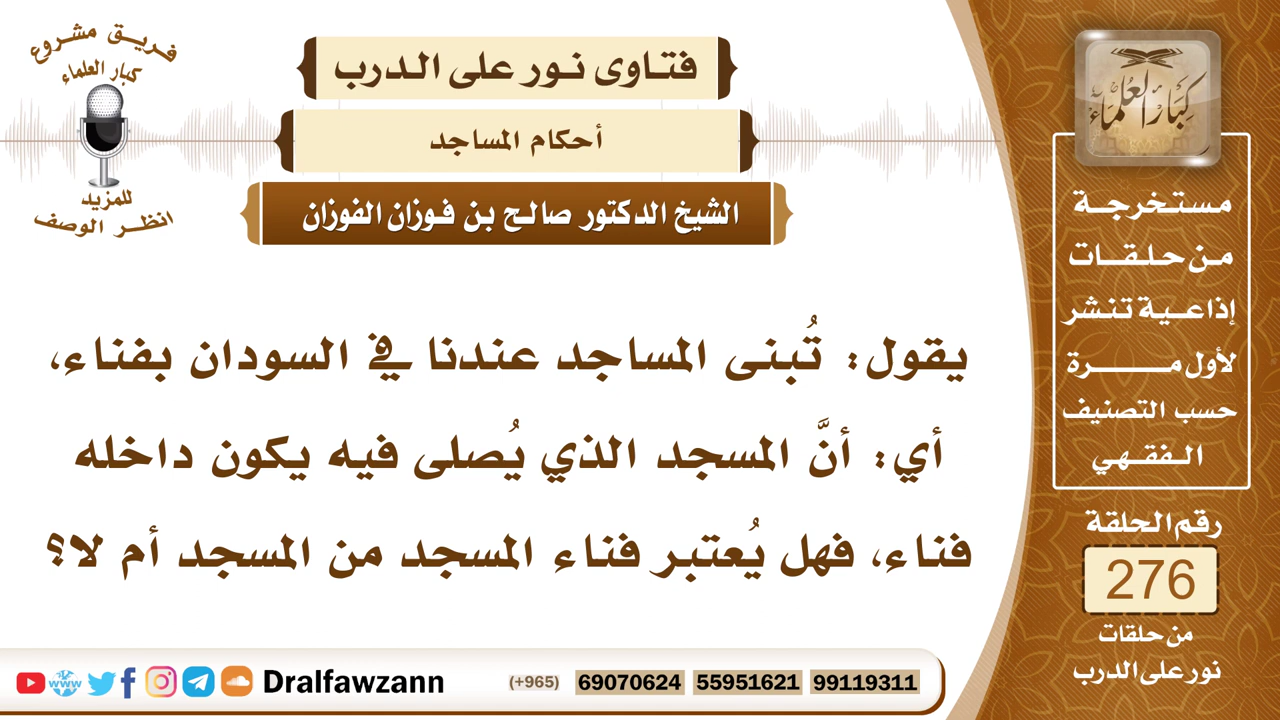 فريق مشروع
كبار العلماء
للمزيد
انظر الوصف
فتاوى نور على الدرب
أحكام المساجد
الشيخ الدكتور صالح بن فوزان الفوزان
يقول: تُبنى المساجد عندنا في السودان بفناء،
أي: أنَّ المسجد الذي يُصلى فيه يكون داخله
فناء، فهل يُعتبر فناء المسجد من المسجد أم لا؟
كبار العلماء
مستخرجة
من حلقات
إذاعية تنشر
لأول مرة
حسب التصنيف
الفقهي
رقم الحلقة
276
من حلقات
نور على الدرب
www Dralfawzann (+965) 69070624 55951621 99119311